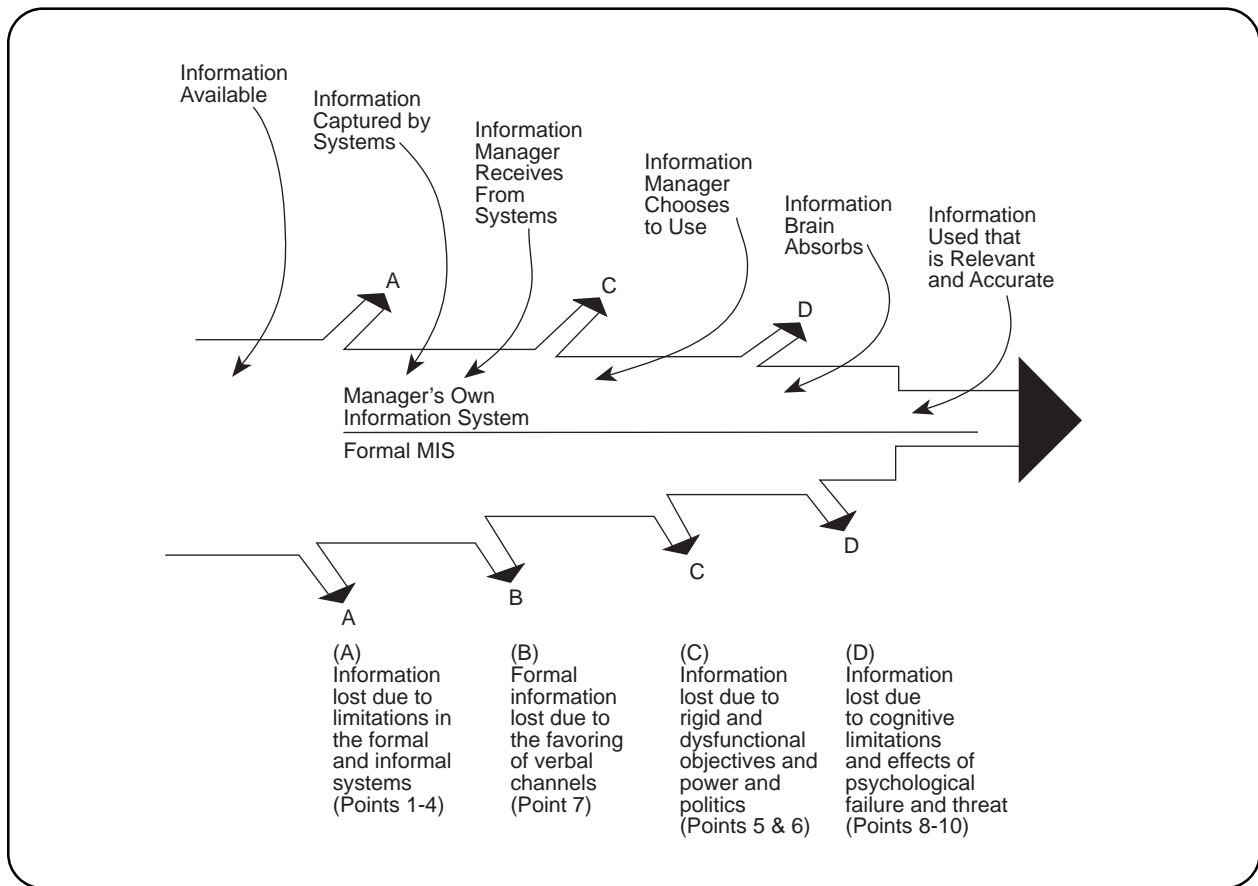 Information
Available
Information
Captured by
Systems
Information
Manager
Receives
From
Systems
Information
Manager
Chooses
to Use
Information
Brain
Absorbs
Information
Used that
is Relevant
and Accurate
A
C
D
Manager's Own
Information System
Formal MIS
A
B
C
D
(A)
Information
lost due to
limitations in
the formal
and informal
systems
(Points 1-4)
(B)
Formal
information
lost due to
the favoring
of verbal
channels
(Point 7)
(C)
Information
lost due to
rigid and
dysfunctional
objectives and
power and
politics
(Points 5 & 6)
(D)
Information
lost due
to cognitive
limitations
and effects of
psychological
failure and threat
(Points 8-10)